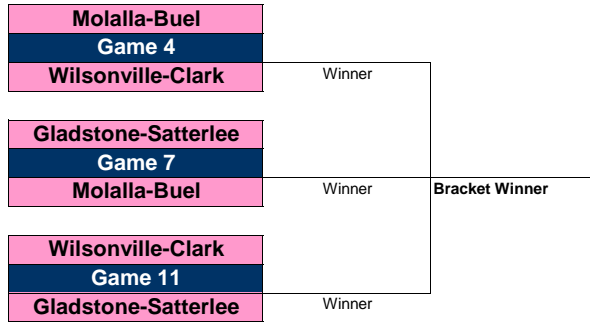 Molalla-Buel
Game 4
Wilsonville-Clark
Winner
Gladstone-Satterlee
Game 7
Molalla-Buel
Winner
Bracket Winner
Wilsonville-Clark
Game 11
Gladstone-Satterlee
Winner